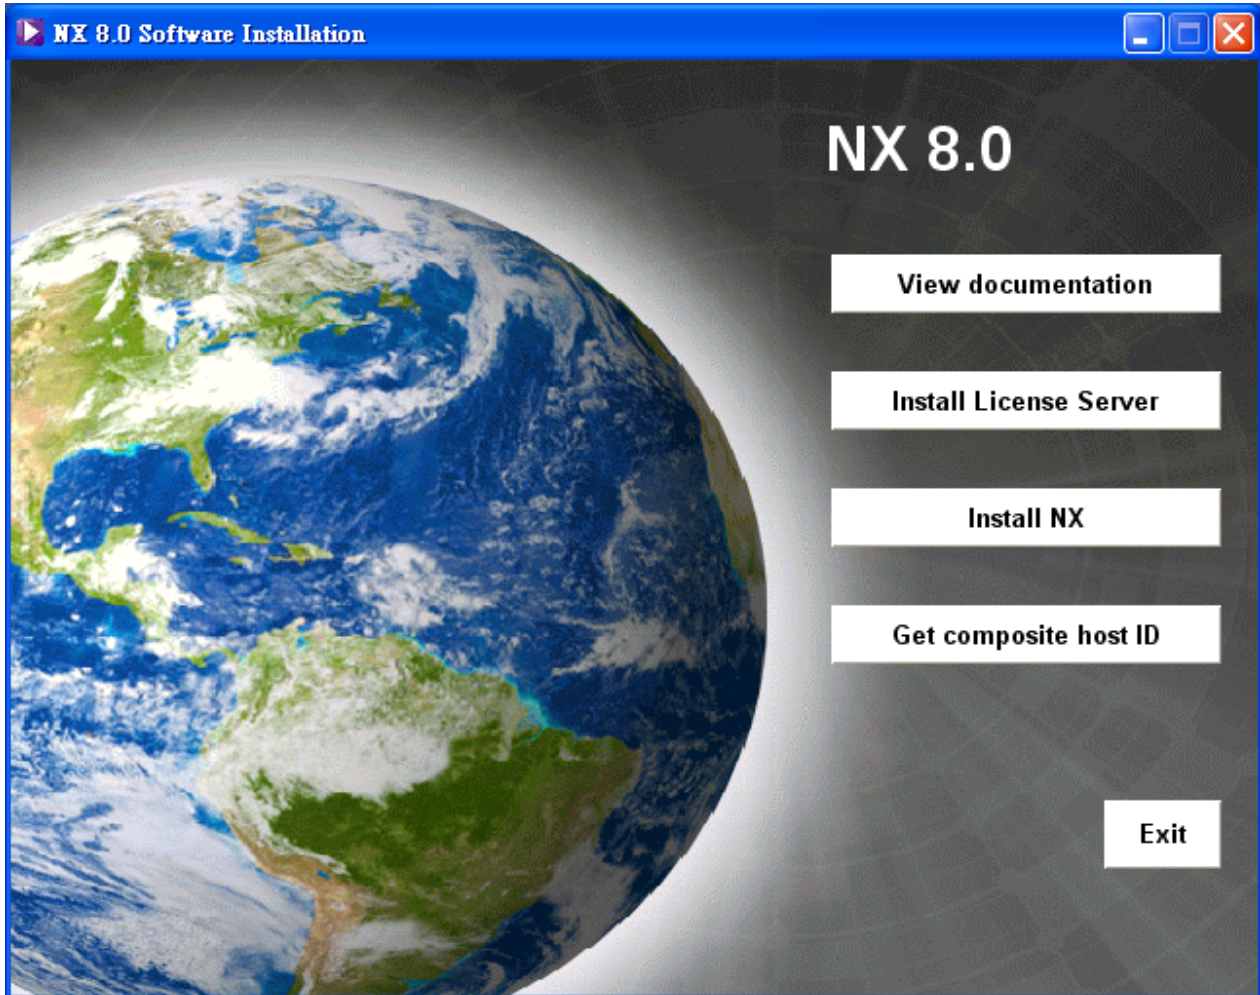 NX 8.0 Software Installation
NX 8.0
View documentation
Install License Server
Install NX
Get composite host ID
Exit